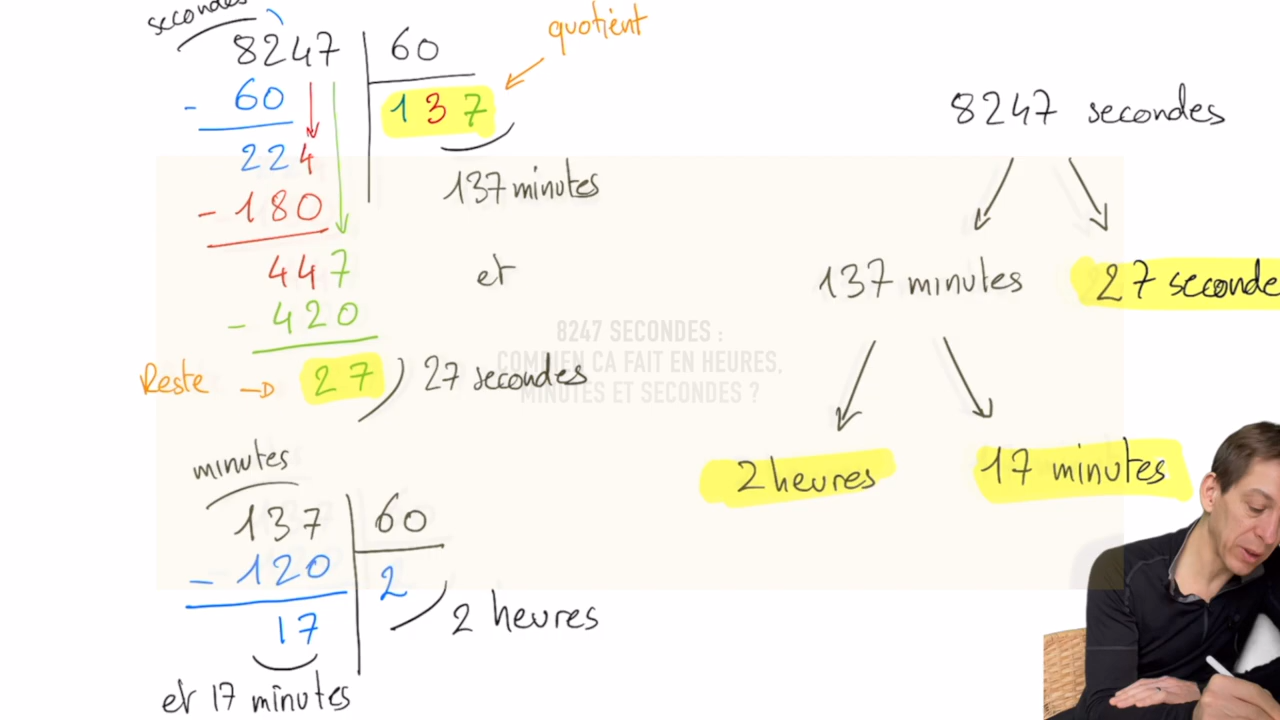 secondes
8247 60
- 60
137
quotient
224
- 180
137 minutes
447
et
- 420
Reste → 27
27 secondes
minutes
137 60
- 120
2
17
2 heures
et 17 minutes
8247 secondes
137 minutes 27 seconde
2 heures 17 minutes
8247 SECONDES :
COMBIEN CA FAIT EN HEURES,
MINUTES ET SECONDES ?